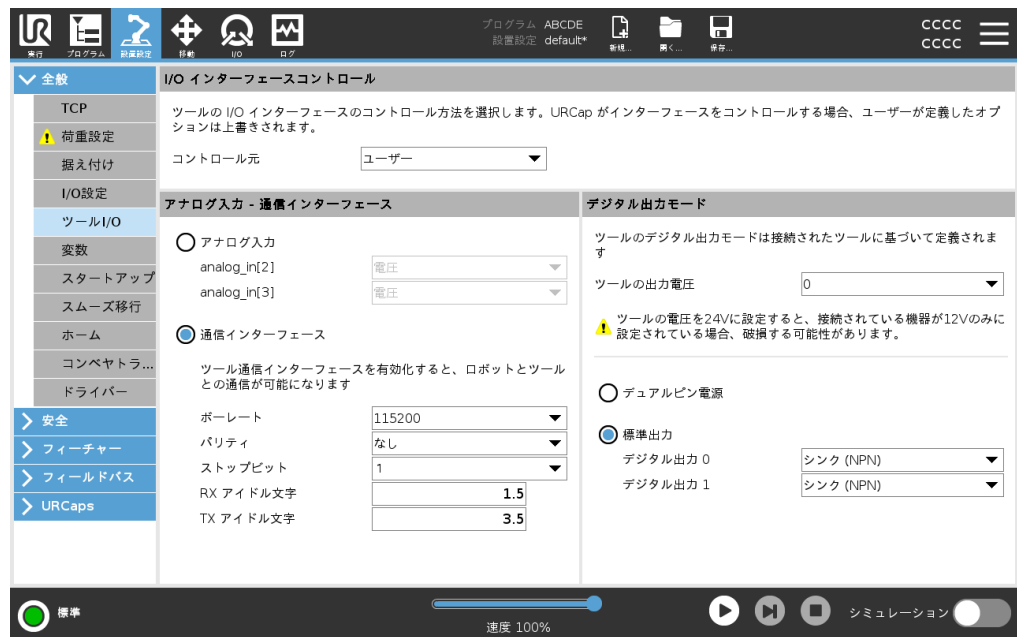 UR
プログラム ABCDE
設置設定 default*
CCCC
CCCC
実行
プログラム
設置設定
移動
I/O
ログ
新規...
開く...
保存...
全般
TCP
荷重設定
据え付け
I/O設定
ツールI/O
変数
スタートアップ
スムーズ移行
ホーム
コンベヤトラ...
ドライバー
安全
フィーチャー
フィールドバス
URCaps
I/O インターフェースコントロール
ツールの I/O インターフェースのコントロール方法を選択します。URCap がインターフェースをコントロールする場合、ユーザーが定義したオプ
ションは上書きされます。
コントロール元
ユーザー
アナログ入力 - 通信インターフェース
アナログ入力
analog_in[2]
電圧
analog_in[3]
電圧
通信インターフェース
ツール通信インターフェースを有効化すると、ロボットとツール
との通信が可能になります
ボーレート
115200
パリティ
なし
ストップビット
1
RX アイドル文字
1.5
TX アイドル文字
3.5
デジタル出力モード
ツールのデジタル出力モードは接続されたツールに基づいて定義されま
す
ツールの出力電圧
0
ツールの電圧を24Vに設定すると、接続されている機器が12Vのみに
設定されている場合、破損する可能性があります。
デュアルピン電源
標準出力
デジタル出力 0
シンク (NPN)
デジタル出力 1
シンク (NPN)
標準
速度 100%
シミュレーション